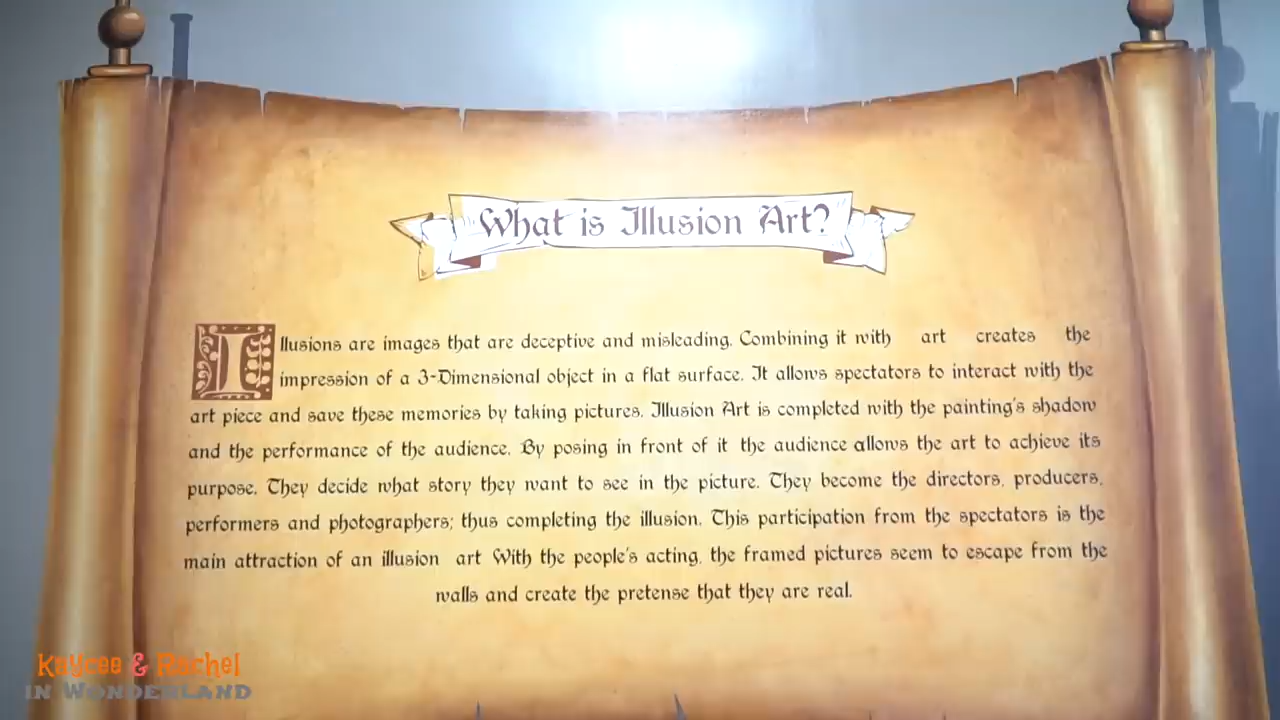 "What is Illusion Art?"
Illusions are images that are deceptive and misleading. Combining it with art creates the
impression of a 3-Dimensional object in a flat surface. It allows spectators to interact with the
art piece and save these memories by taking pictures. Illusion Art is completed with the painting's shadow
and the performance of the audience. By posing in front of it the audience allows the art to achieve its
purpose. They decide what story they want to see in the picture. They become the directors, producers,
performers and photographers; thus completing the illusion. This participation from the spectators is the
main attraction of an illusion art With the people's acting, the framed pictures seem to escape from the
walls and create the pretense that they are real.
Kaycee & Rachel
in Wonderland